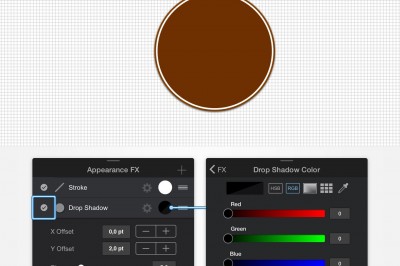 Appearance FX
Stroke
Drop Shadow
X Offset 0,0 pt
Y Offset 2,0 pt
FX Drop Shadow Color
HSB RGB
Red
0
Green
0
Blue